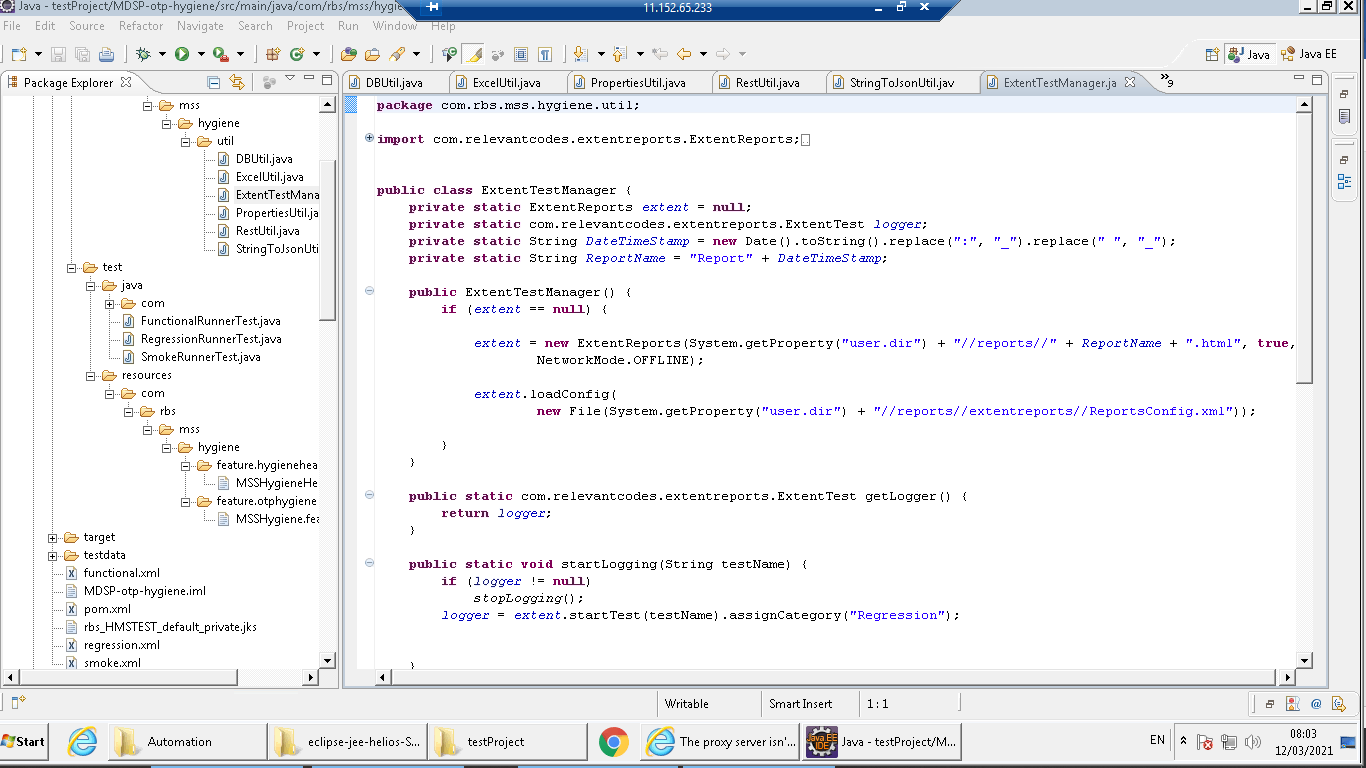 Java - testProject/MDSP-otp-hygiene/src/main/java/com/rbs/mss/hygie
11.152.65.233
File Edit Source Refactor Navigate Search Project Run Window Help
Java
Java EE
Package Explorer
DBUtil.java
ExcelUtil.java
PropertiesUtil.java
RestUtil.java
StringToJsonUtil.jav
ExtentTestManager.ja
»9
mss
hygiene
util
DBUtil.java
ExcelUtil.java
ExtentTestMana
PropertiesUtil.ja
RestUtil.java
StringToJsonUti
test
java
com
FunctionalRunnerTest.java
RegressionRunnerTest.java
SmokeRunnerTest.java
resources
com
rbs
mss
hygiene
feature.hygienehea
MSSHygieneHe
feature.otphygiene
MSSHygiene.fea
target
testdata
functional.xml
MDSP-otp-hygiene.iml
pom.xml
rbs_HMSTEST_default_private.jks
regression.xml
smoke.xml
package com.rbs.mss.hygiene.util;
import com.relevantcodes.extentreports.ExtentReports;
public class ExtentTestManager {
private static ExtentReports extent = null;
private static com.relevantcodes.extentreports.ExtentTest logger;
private static String DateTimeStamp = new Date().toString().replace(":", "_").replace(" ", "_");
private static String ReportName = "Report" + DateTimeStamp;
public ExtentTestManager() {
if (extent == null) {
extent = new ExtentReports(System.getProperty("user.dir") + "//reports//" + ReportName + ".html", true,
NetworkMode.OFFLINE);
extent.loadConfig(
new File(System.getProperty("user.dir") + "//reports//extentreports//ReportsConfig.xml"));
}
}
public static com.relevantcodes.extentreports.ExtentTest getLogger() {
return logger;
}
public static void startLogging(String testName) {
if (logger != null)
stopLogging();
logger = extent.startTest(testName).assignCategory("Regression");
}
Writable
Smart Insert
1 : 1
Start
Automation
eclipse-jee-helios-S...
testProject
The proxy server isn'...
Java - testProject/M...
EN
08:03
12/03/2021